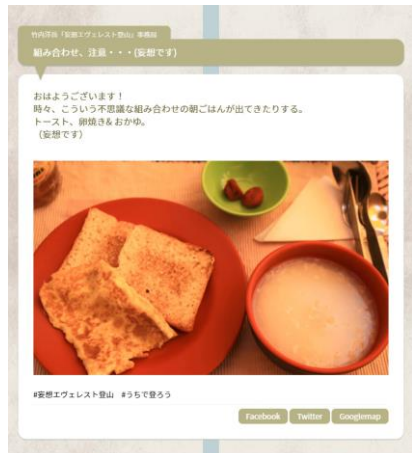 竹内洋岳「妄想エヴェレスト登山」事務局
組み合わせ、注意・・・(妄想です)
おはようございます！
時々、こういう不思議な組み合わせの朝ごはんが出てきたりする。
トースト、卵焼き& おかゆ。
（妄想です）
#妄想エヴェレスト登山　#うちで登ろう
Facebook Twitter Googlemap